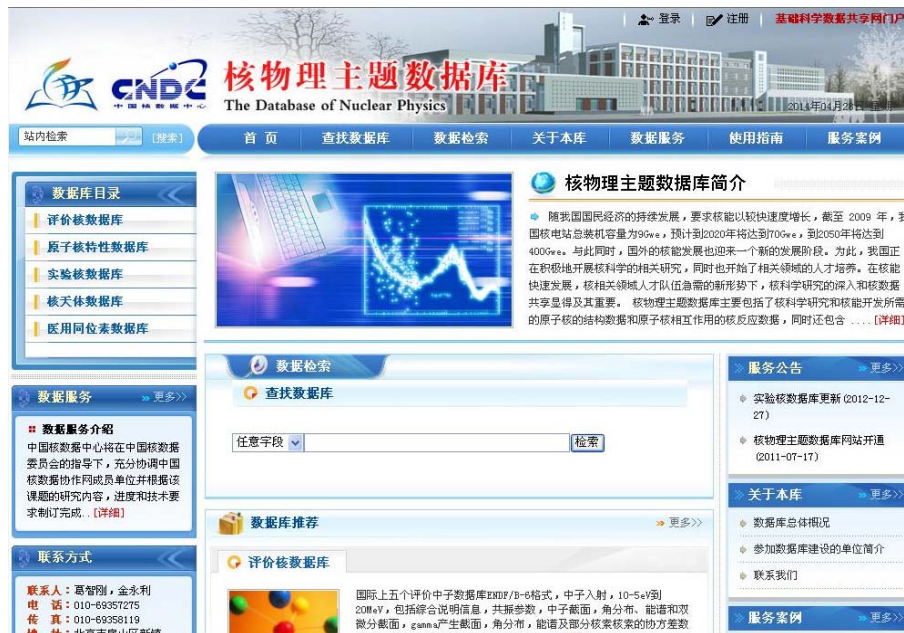 登录
注册
基础科学数据共享网门户
CNDC
中国核数据中心
核物理主题数据库
The Database of Nuclear Physics
2014年04月28日
站内检索
[搜索]
首 页
查找数据库
数据检索
关于本库
数据服务
使用指南
服务案例
数据库目录
评价核数据库
原子核特性数据库
实验核数据库
核天体数据库
医用同位素数据库
核物理主题数据库简介
随我国国民经济的持续发展，要求核能以较快速度增长，截至 2009 年，我
国核电站总装机容量为9Gwe，预计到2020年将达到70Gwe，到2050年将达到
400Gwe。与此同时，国外的核能发展也迎来一个新的发展阶段。为此，我国正
在积极地开展核科学的相关研究，同时也开始了相关领域的人才培养。在核能
快速发展，核相关领域人才队伍急需的新形势下，核科学研究的深入和核数据
共享显得及其重要。 核物理主题数据库主要包括了核科学研究和核能开发所需
的原子核的结构数据和原子核相互作用的核反应数据，同时还包含 ....[详细]
数据服务
更多>>
数据服务介绍
中国核数据中心将在中国核数据
委员会的指导下，充分协调中国
核数据协作网成员单位并根据该
课题的研究内容，进度和技术要
求制订完成..[详细]
联系方式
联系人：葛智刚，金永利
电 话：010-69357275
传 真：010-69358119
地 址：北京市房山区新镇
数据检索
查找数据库
任意字段
检索
数据库推荐
更多>>
评价核数据库
国际上五个评价中子数据库ENDF/B-6格式，中子入射，10-5eV到
20MeV，包括综合说明信息，共振参数，中子截面，角分布、能谱和双
微分截面，gamma产生截面，角分布，能谱及部分核素核素的协方差数
服务公告
更多>>
实验核数据库更新(2012-12-
27)
核物理主题数据库网站开通
(2011-07-17)
关于本库
更多>>
数据库总体概况
参加数据库建设的单位简介
联系我们
服务案例
更多>>